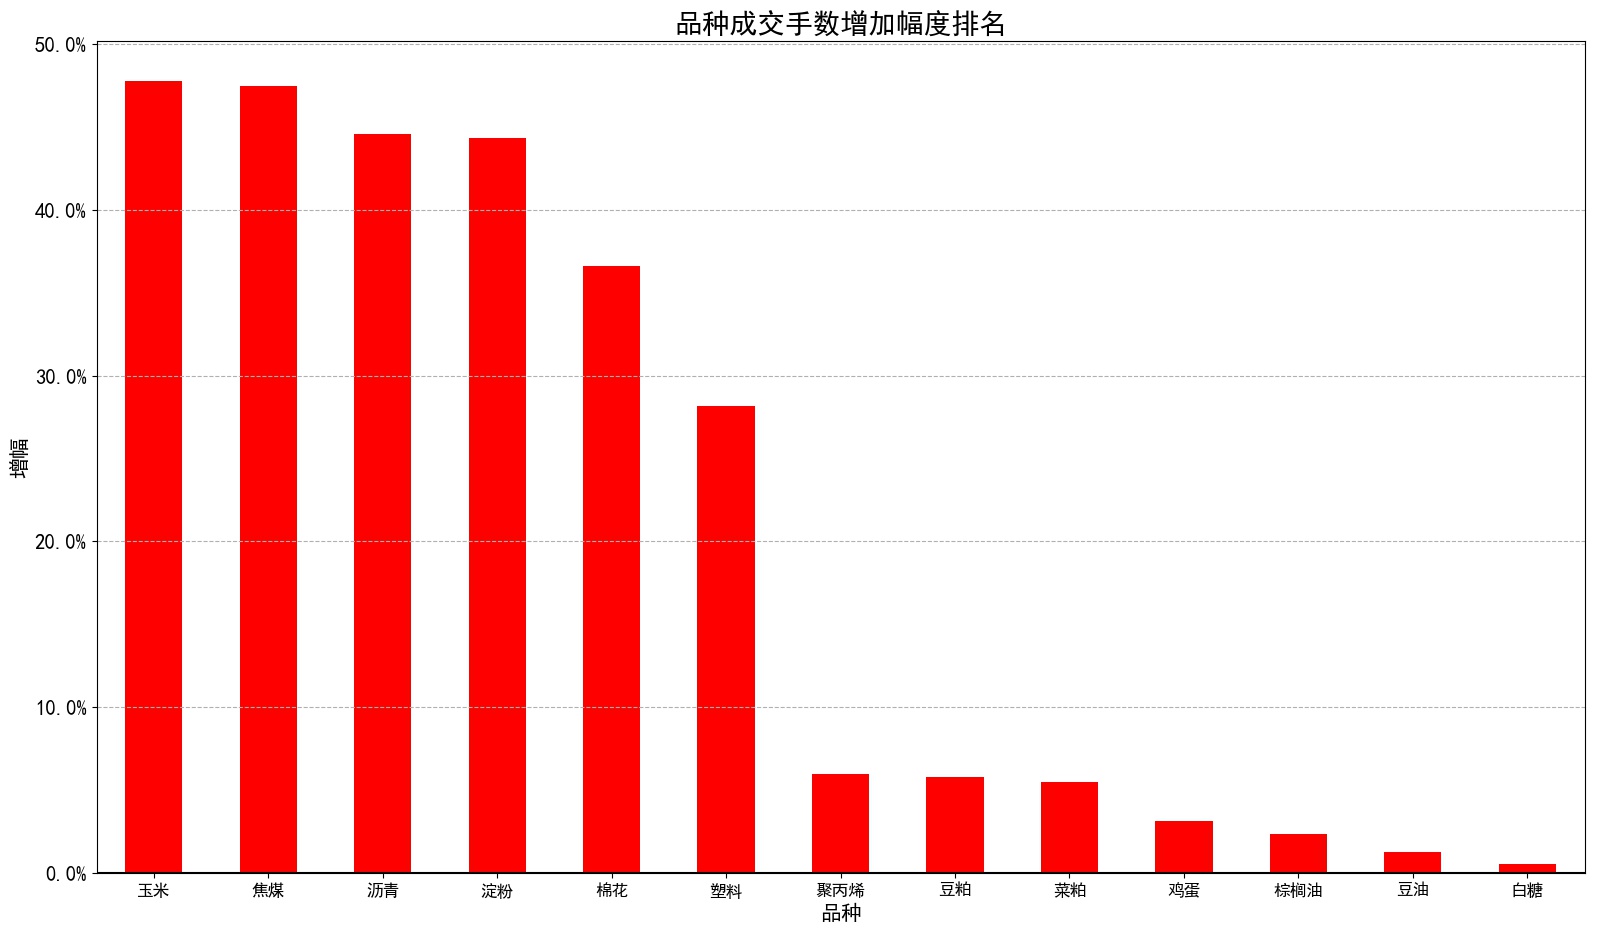 品种成交手数增加幅度排名
50.0%
40.0%
30.0%
20.0%
10.0%
0.0%
增幅
玉米 焦煤 沥青 淀粉 棉花 塑料 聚丙烯 豆粕 菜粕 鸡蛋 棕榈油 豆油 白糖
品种